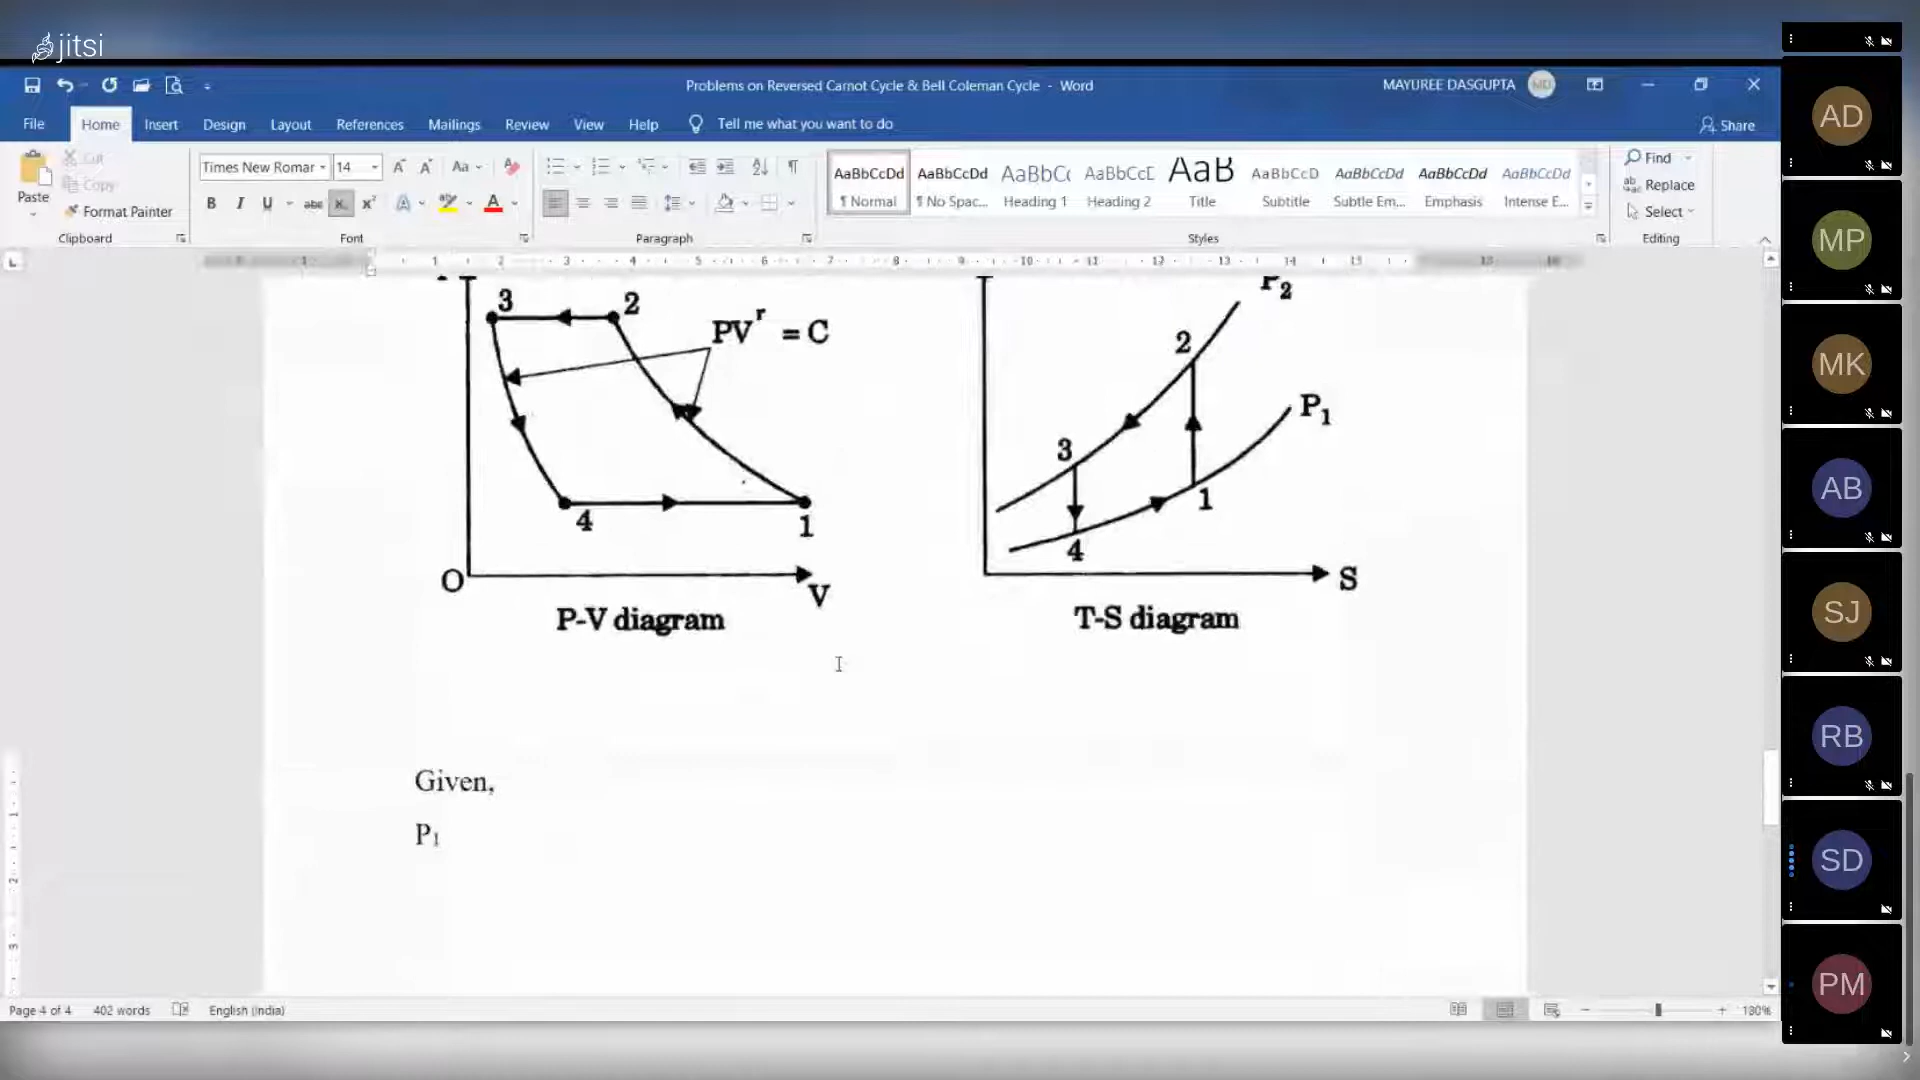 jitsi
Problems on Reversed Carnot Cycle & Bell Coleman Cycle - Word
MAYUREE DASGUPTA
MD
File Home Insert Design Layout References Mailings Review View Help Tell me what you want to do
Share
Paste
Cut
Copy
Format Painter
Clipboard
Times New Romar 14
Font
Paragraph
AaBbCcDd AaBbCcDd AaBbCc AaBbCcE AaB AaBbCcD AaBbCcDd AaBbCcDd AaBbCcDd
¶ Normal ¶ No Spac... Heading 1 Heading 2 Title Subtitle Subtle Em... Emphasis Intense E...
Styles
Find
Replace
Select
Editing
3 2
PVʳ = C
4 1
O V
P-V diagram
P₂
2
P₁
3
1
4
S
T-S diagram
Given,
P₁
Page 4 of 4 402 words English (India)
130%
AD
MP
MK
AB
SJ
RB
SD
PM